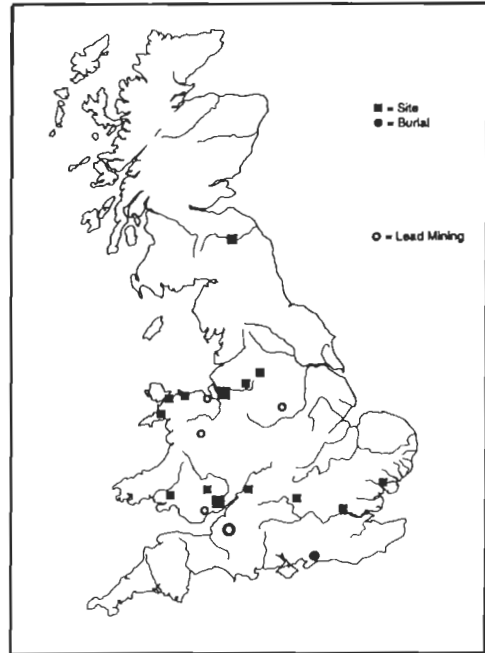 ■ = Site
● = Burial
○ = Lead Mining